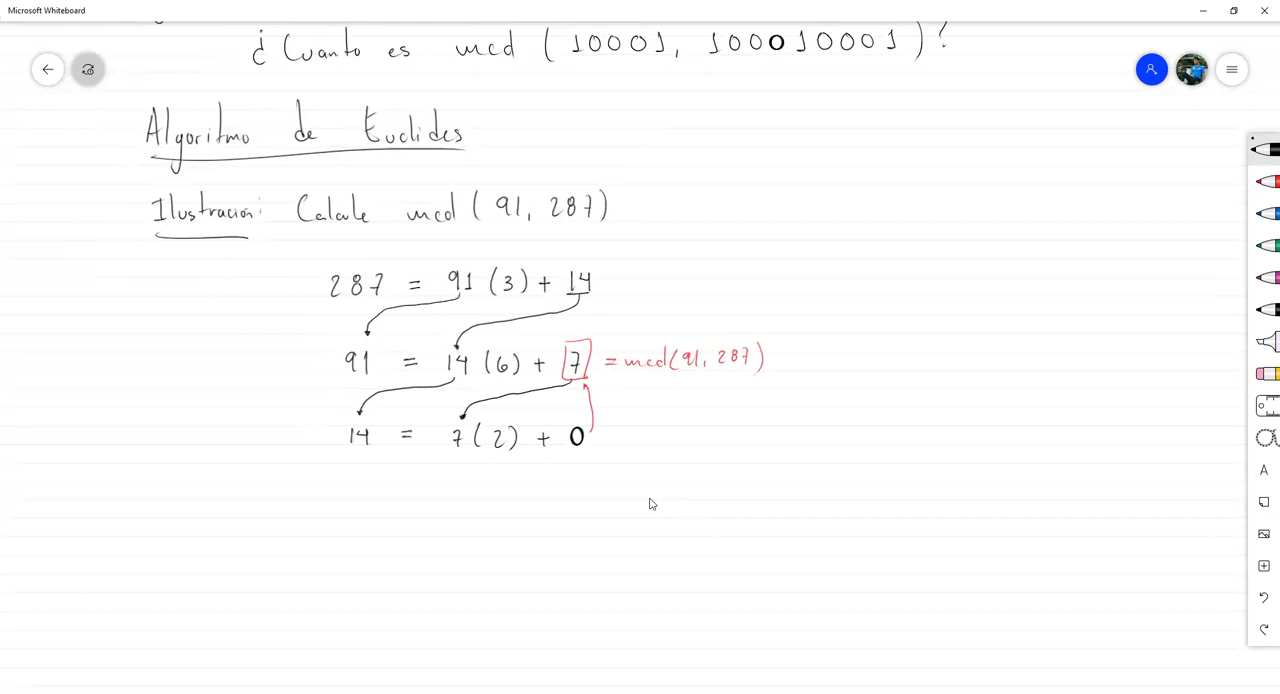 Microsoft Whiteboard
¿Cuanto es mcd (10001, 100010001)?
Algoritmo de Euclides
Ilustración: Calcule mcd (91, 287)
287 = 91 (3) + 14
91 = 14 (6) + 7 = mcd(91, 287)
14 = 7 (2) + 0
A